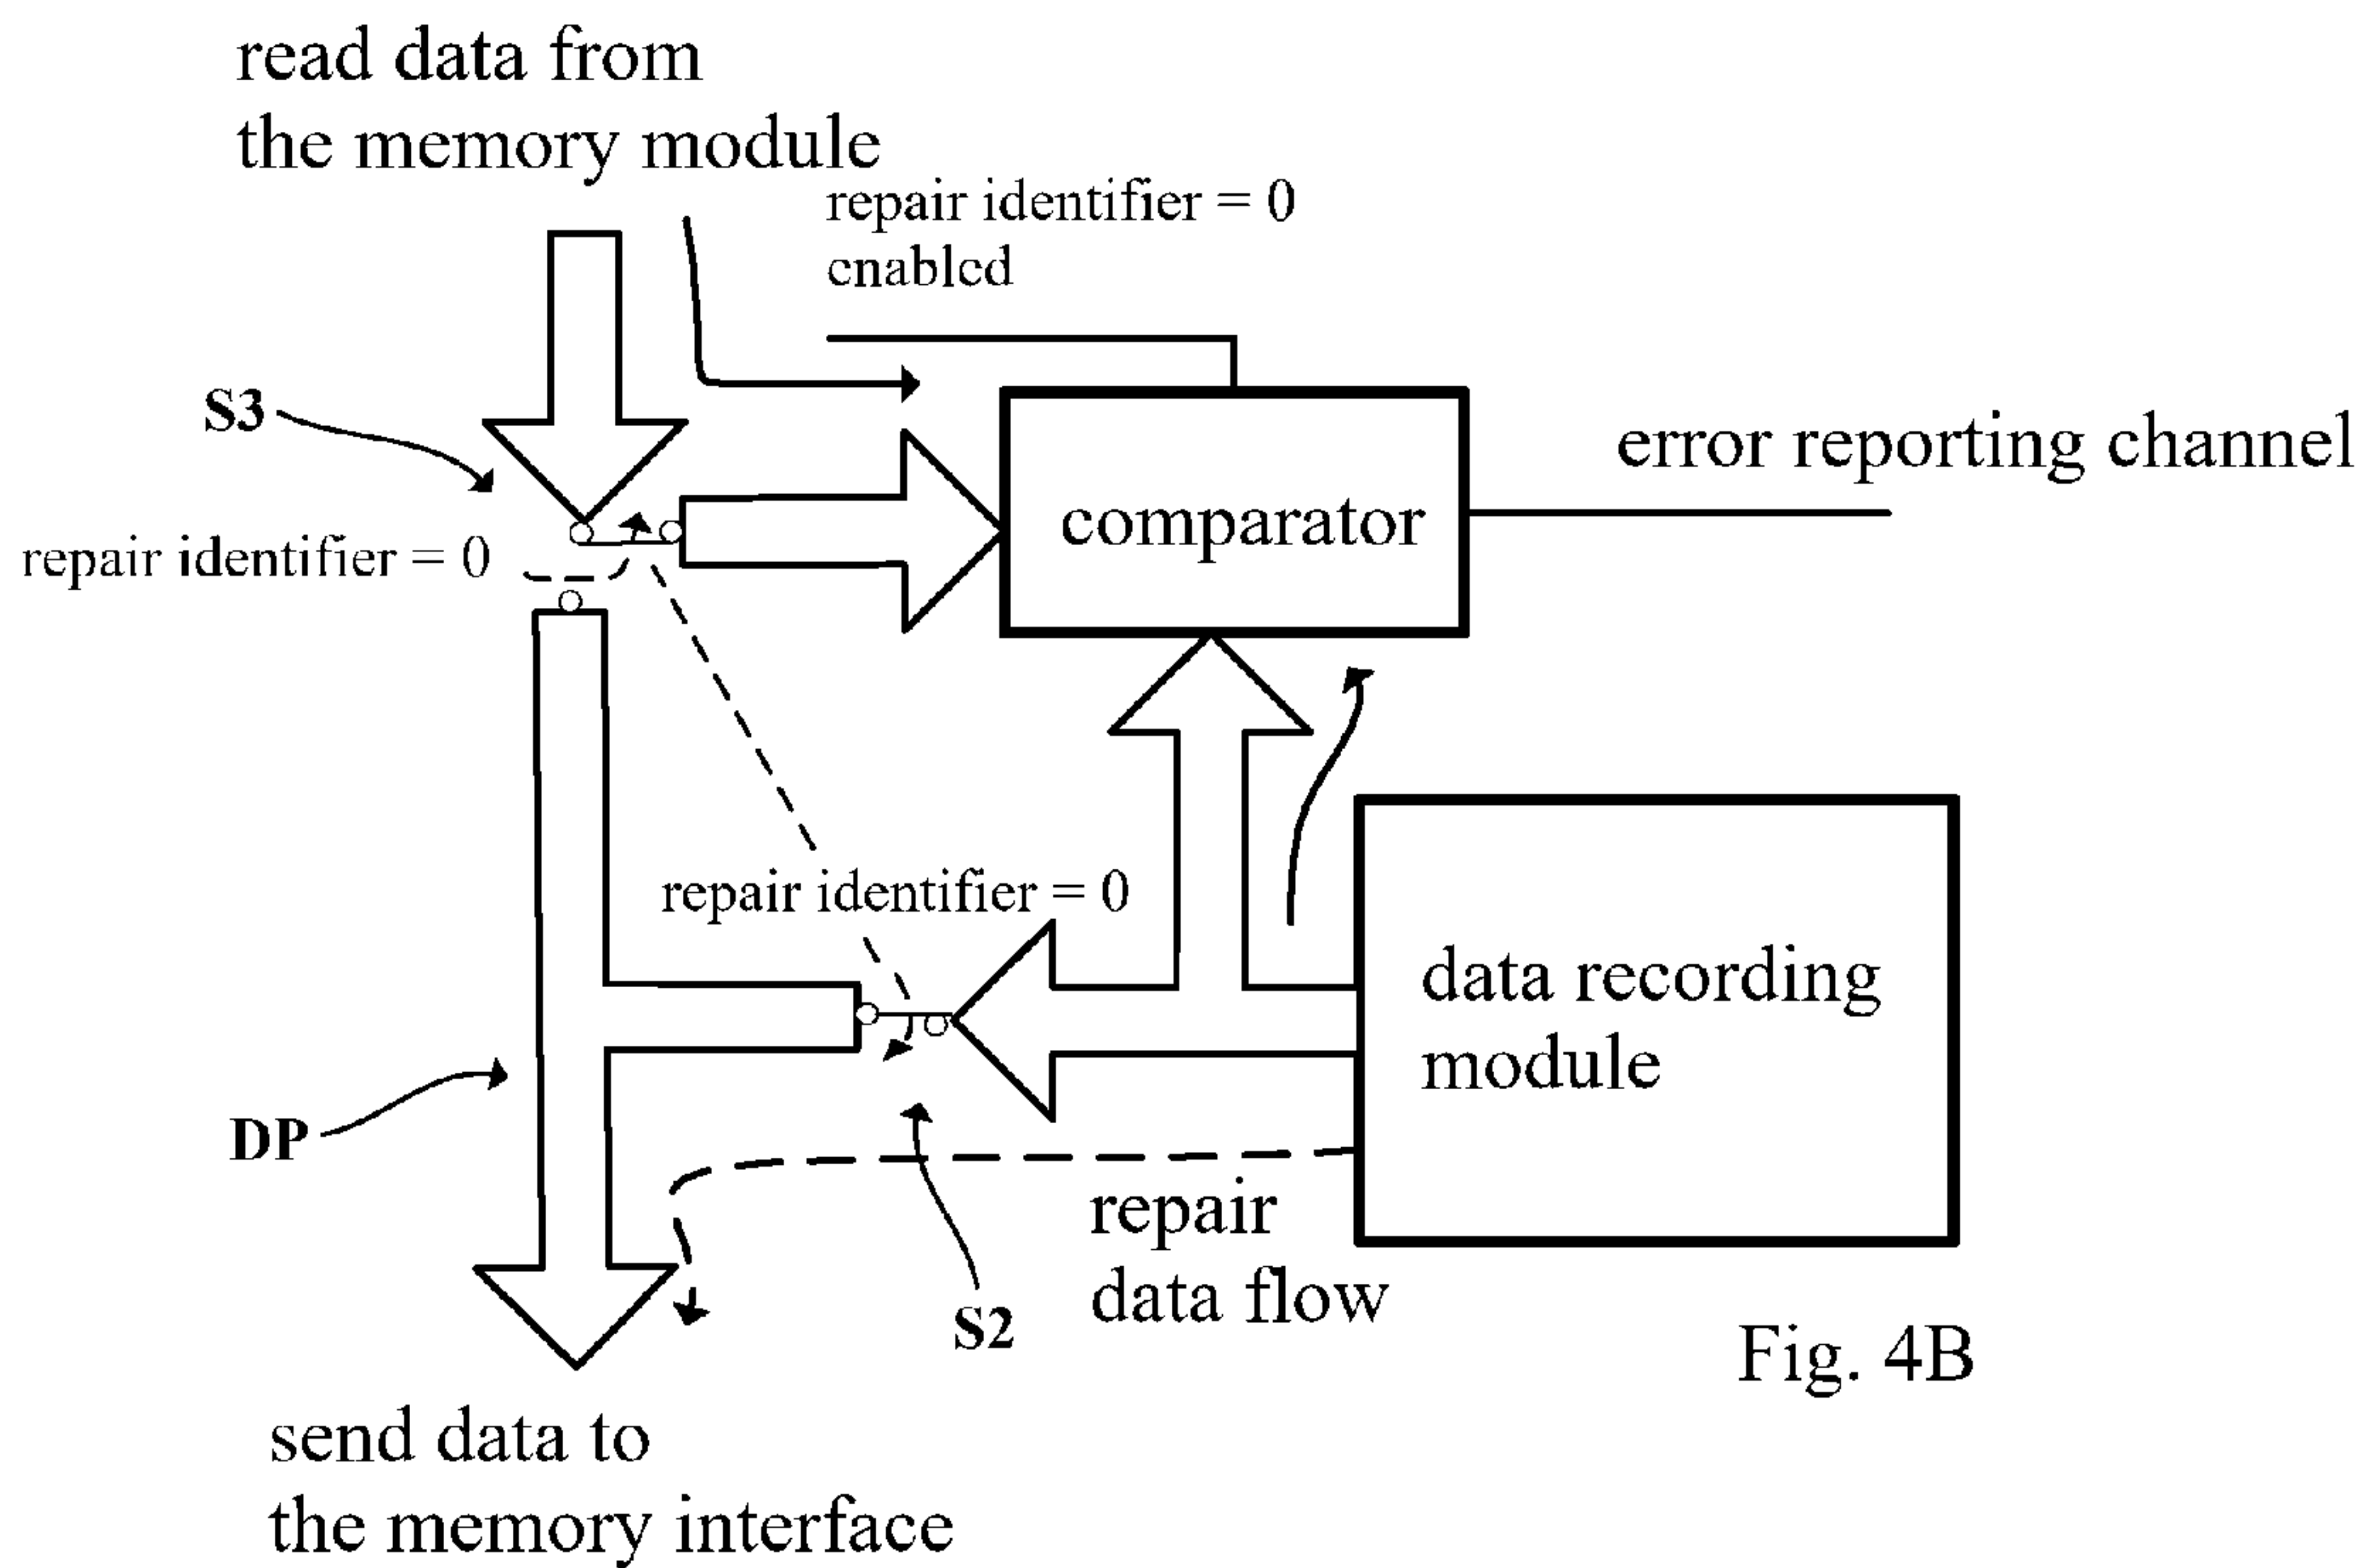 read data from
the memory module
repair identifier = 0
enabled
S3
error reporting channel
comparator
repair identifier = 0
repair identifier = 0
data recording
module
DP
repair
data flow
S2
Fig. 4B
send data to
the memory interface